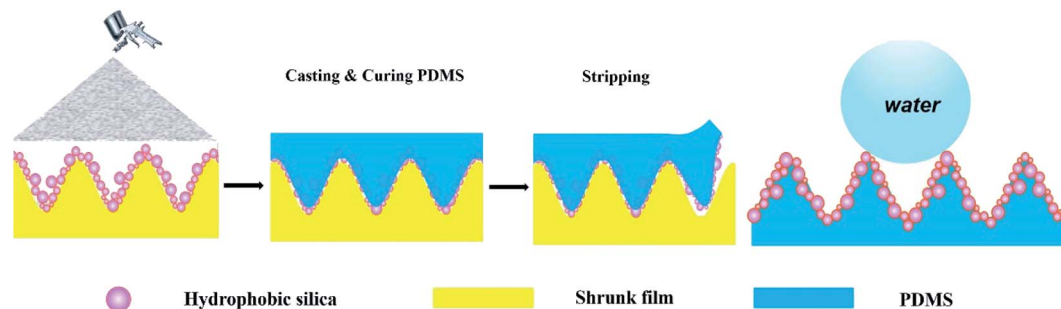 Casting & Curing PDMS
Stripping
water
Hydrophobic silica
Shrunk film
PDMS